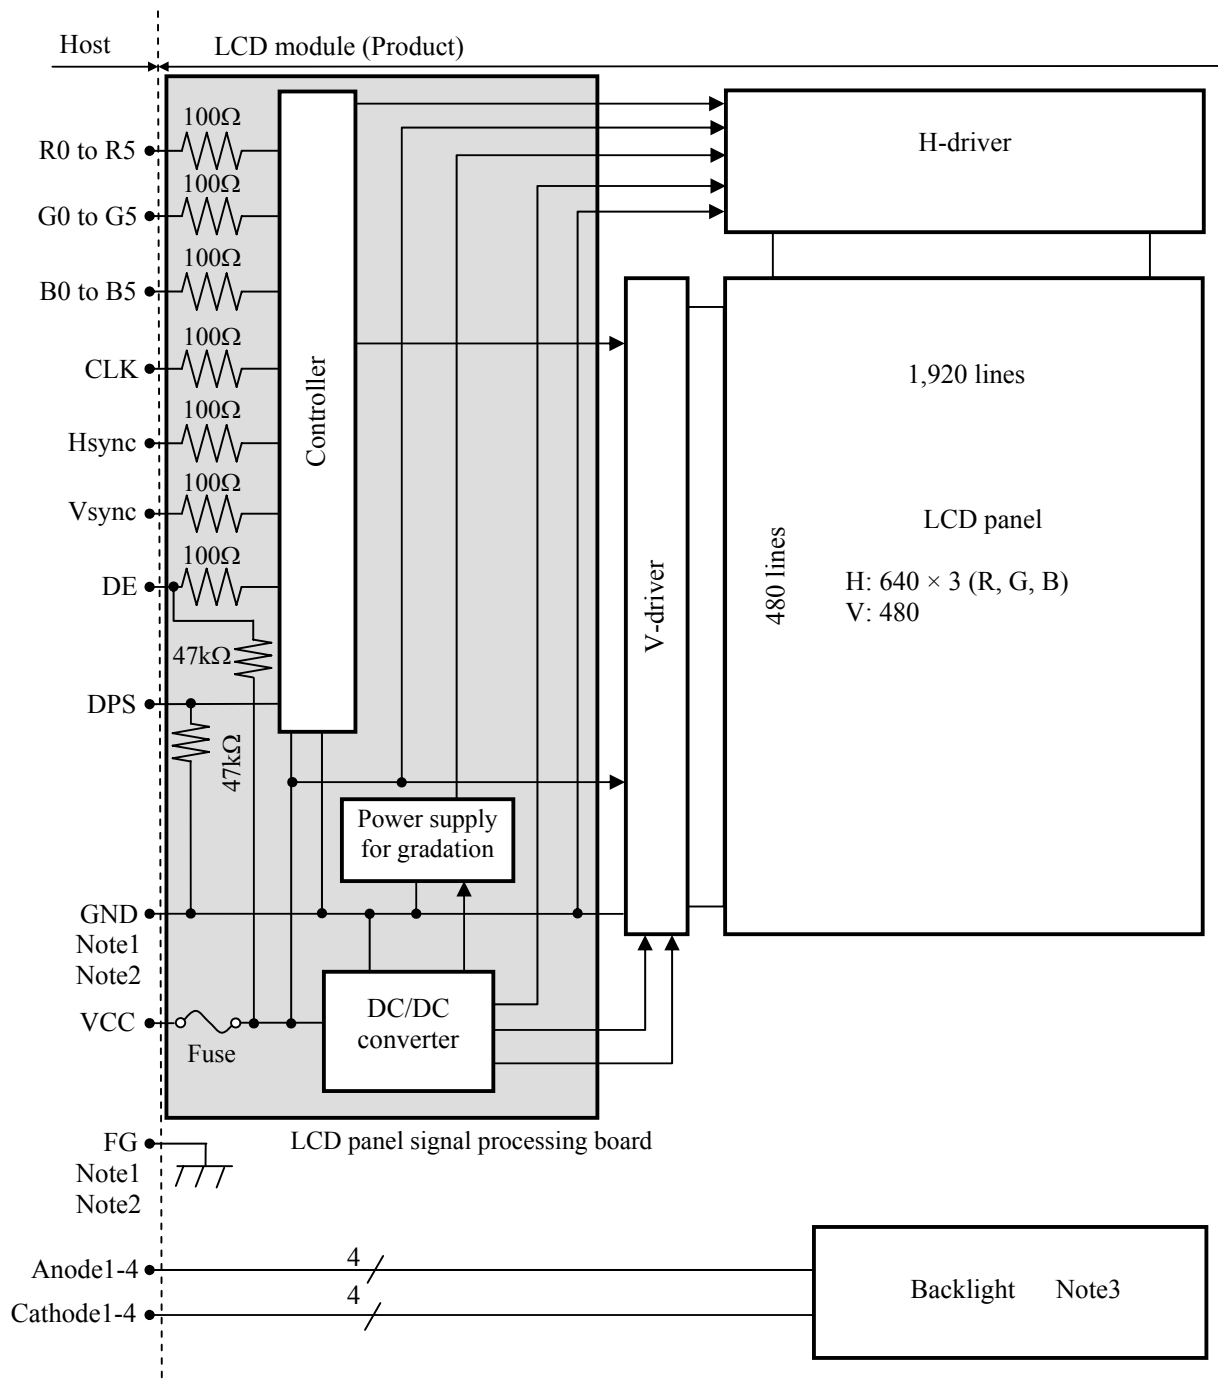 Host
LCD module (Product)
100Ω
R0 to R5
H-driver
100Ω
G0 to G5
100Ω
B0 to B5
100Ω
CLK
1,920 lines
Controller
100Ω
Hsync
100Ω
Vsync
LCD panel
100Ω
DE
H: 640 × 3 (R, G, B)
V: 480
480 lines
V-driver
47kΩ
DPS
47kΩ
Power supply
for gradation
GND
Note1
Note2
VCC
Fuse
DC/DC
converter
FG
Note1
Note2
LCD panel signal processing board
Anode1-4
4
Cathode1-4
4
Backlight Note3